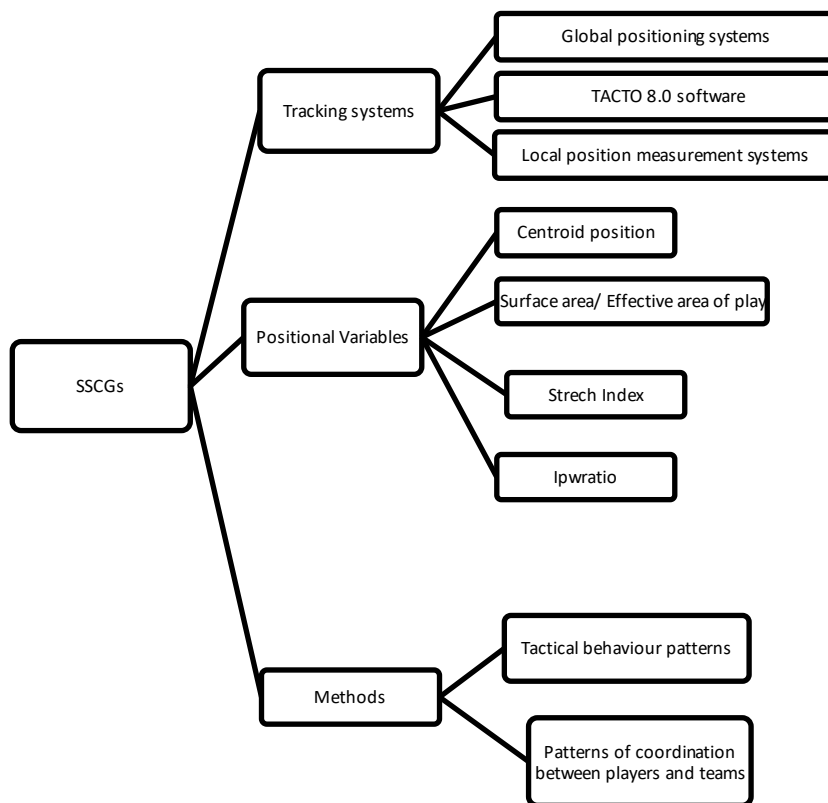 SSCGs
Tracking systems
Global positioning systems
TACTO 8.0 software
Local position measurement systems
Positional Variables
Centroid position
Surface area/ Effective area of play
Strech Index
lpwratio
Methods
Tactical behaviour patterns
Patterns of coordination
between players and teams